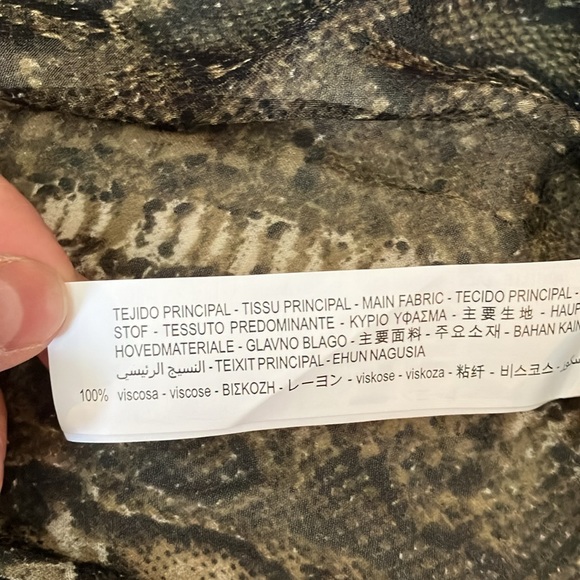 TEJIDO PRINCIPAL - TISSU PRINCIPAL - MAIN FABRIC - TECIDO PRINCIPAL -
STOF - TESSUTO PREDOMINANTE - ΚΥΡΙΟ ΥΦΑΣΜΑ - 主要生地 -
HOVEDMATERIALE - GLAVNO BLAGO - 主要面料 - 주요소재 - BAHAN
النسيج الرئيسي - TEIXIT PRINCIPAL - EHUN NAGUSIA
100% viscosa - viscose - ΒΙΣΚΟΖΗ - レーヨン - viskose - viskoza - 粘纤 - 비스코스 -